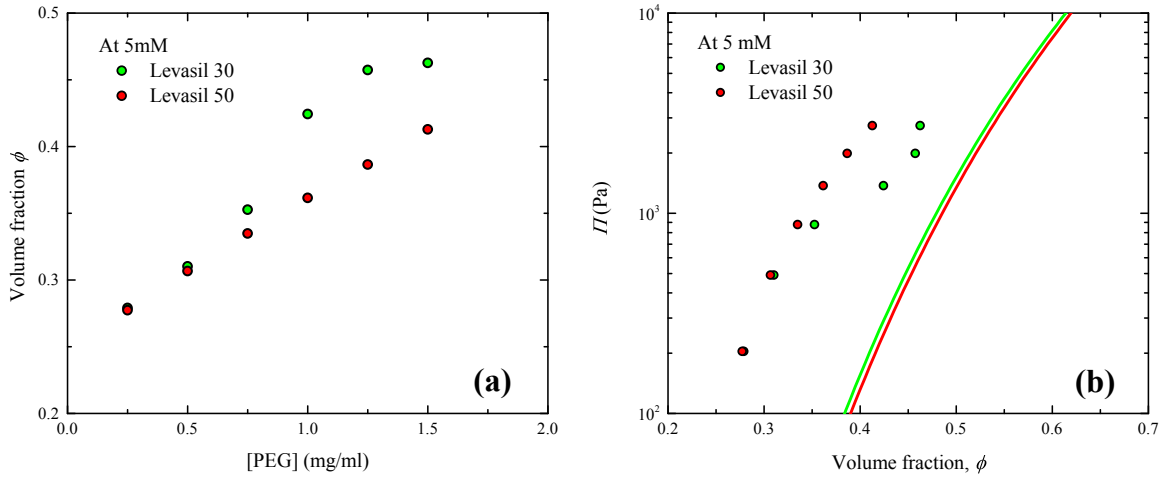 0.5
At 5mM
Levasil 30
Levasil 50
0.4
Volume fraction ϕ
0.3
0.2
(a)
0.0 0.5 1.0 1.5 2.0
[PEG] (mg/ml)
10⁴
At 5 mM
Levasil 30
Levasil 50
Π(Pa)
10³
10²
(b)
0.2 0.3 0.4 0.5 0.6 0.7
Volume fraction, ϕ